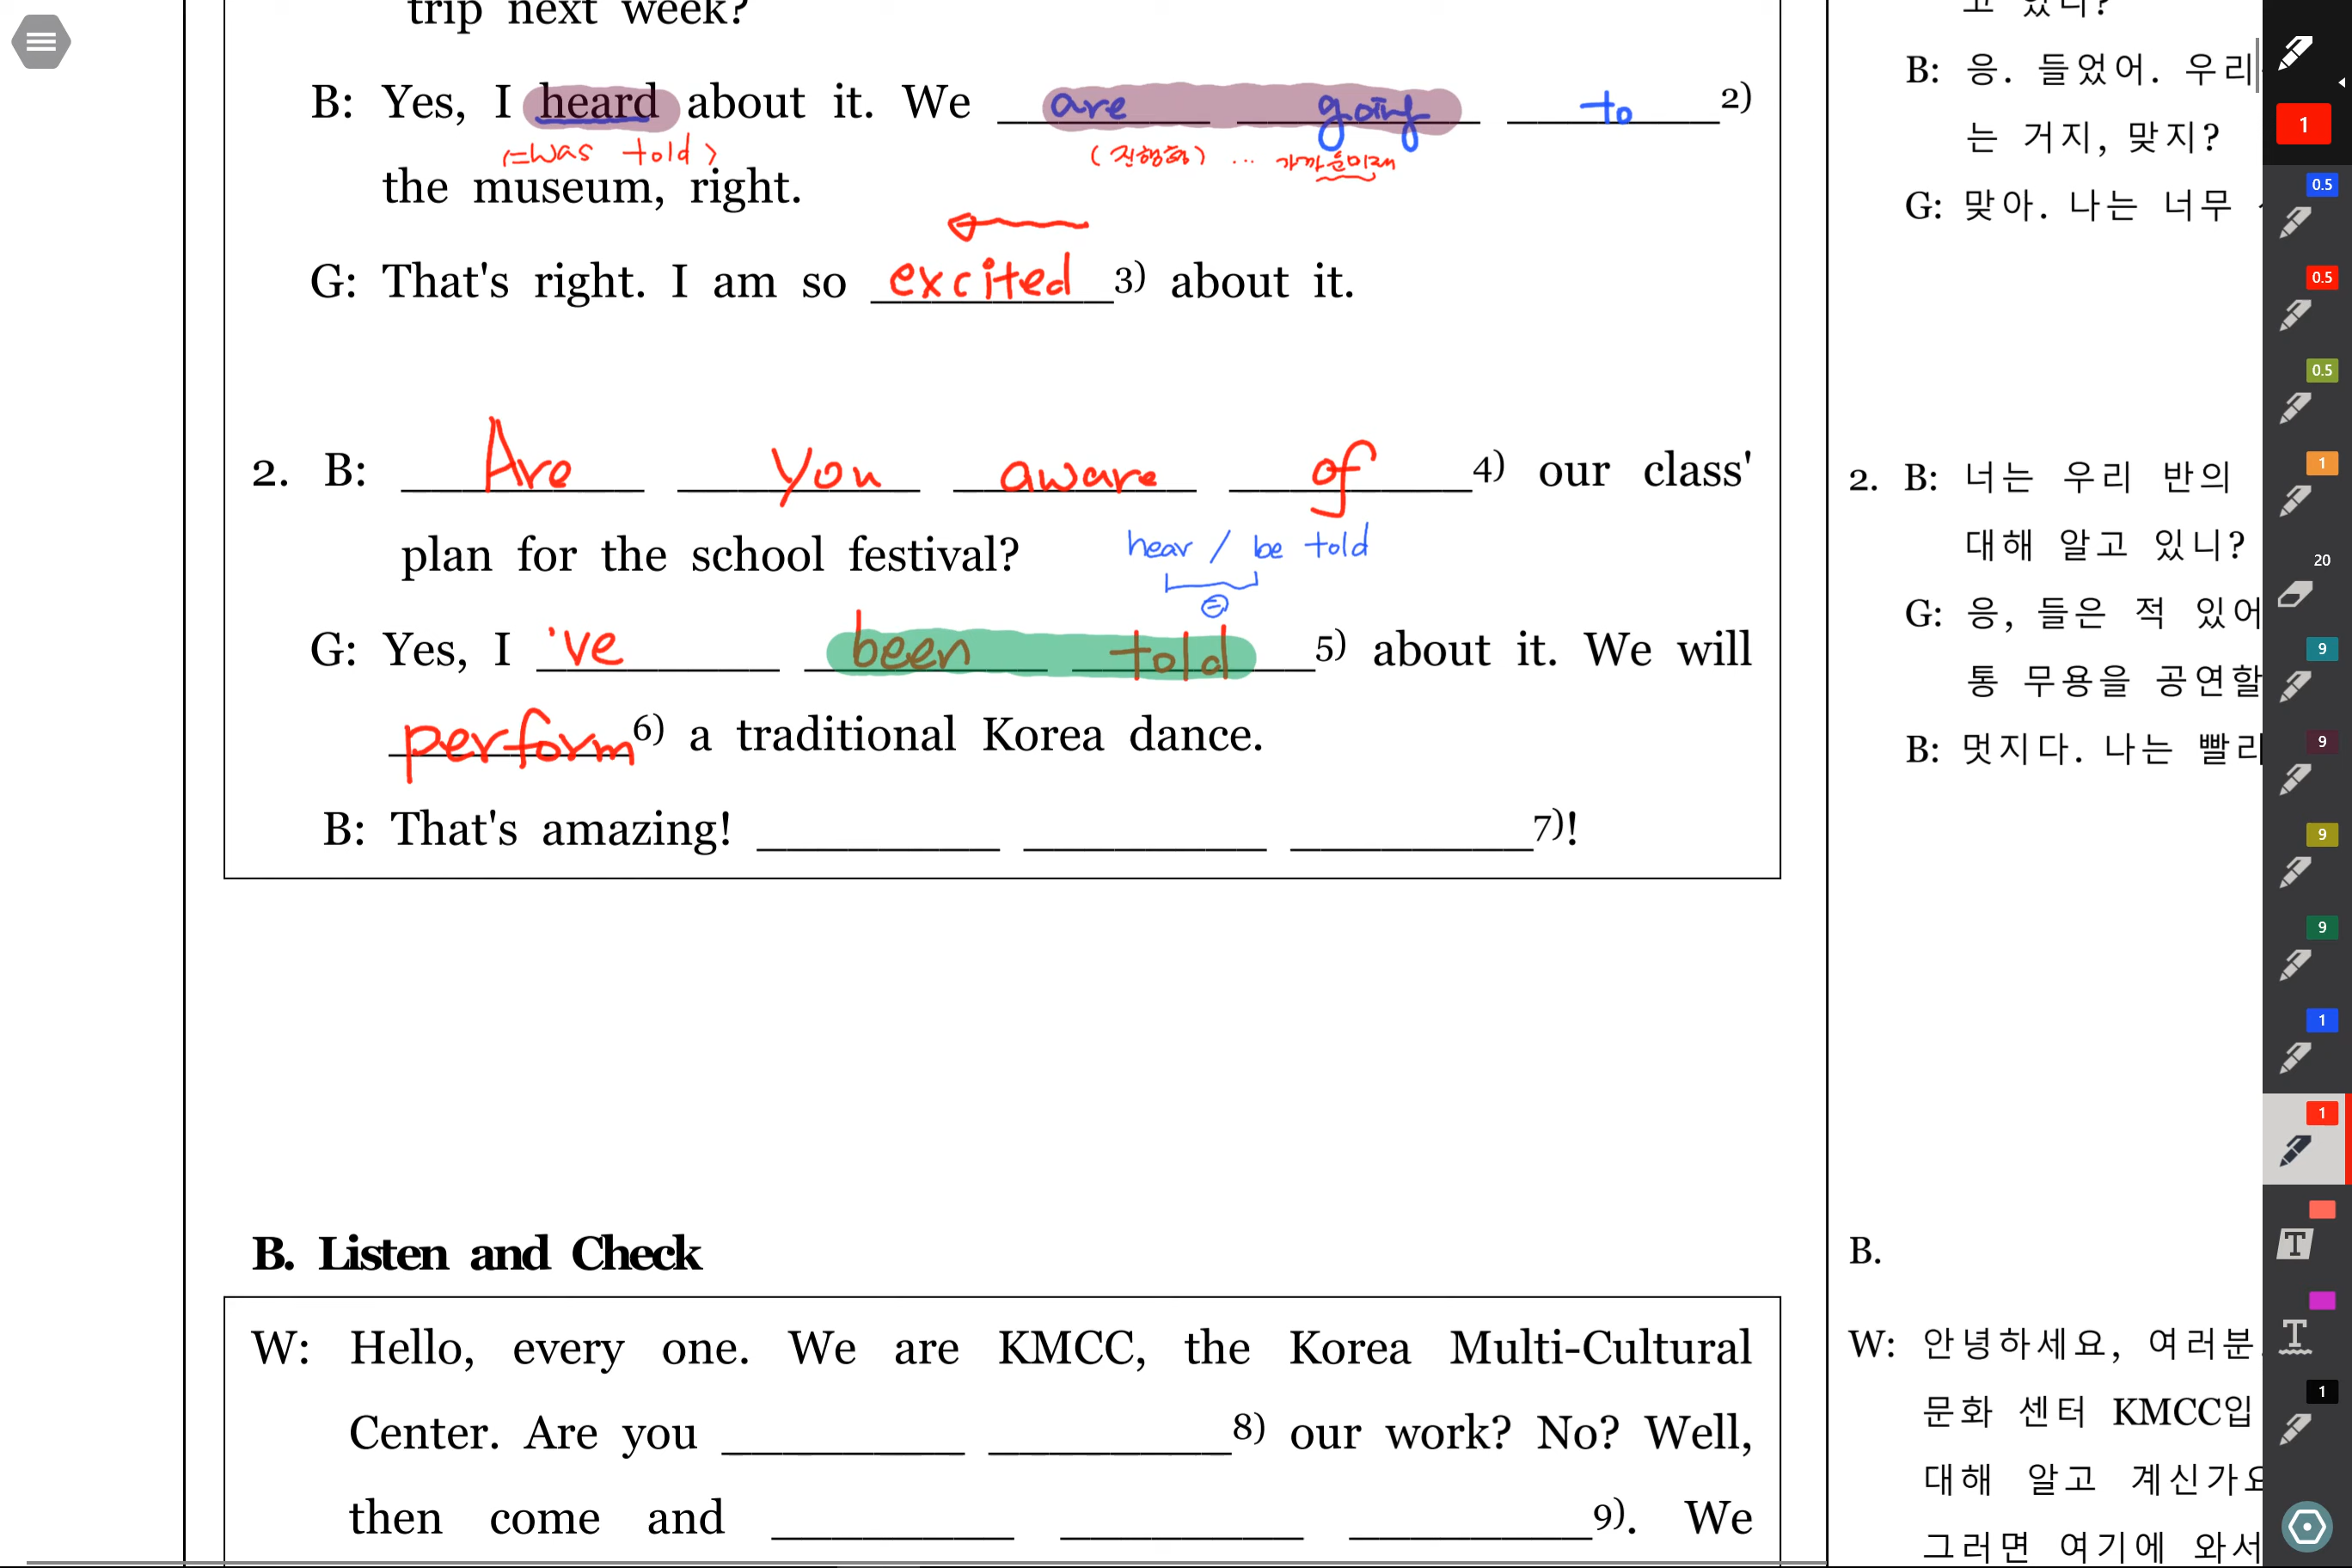 trip next week?
B: Yes, I heard about it. We are going to 2)
(=was told) (진행형) ... 가까운미래
the museum, right.
G: That's right. I am so excited 3) about it.
2. B: Are you aware of 4) our class'
plan for the school festival? hear / be told
=
G: Yes, I 've been told 5) about it. We will
perform 6) a traditional Korea dance.
B: That's amazing! 7)!
B. Listen and Check
W: Hello, every one. We are KMCC, the Korea Multi-Cultural
Center. Are you 8) our work? No? Well,
then come and 9). We
고 있니?
B: 응. 들었어. 우리
는 거지, 맞지?
G: 맞아. 나는 너무
2. B: 너는 우리 반의
대해 알고 있니?
G: 응, 들은 적 있어
통 무용을 공연할
B: 멋지다. 나는 빨리
B.
W: 안녕하세요, 여러분.
문화 센터 KMCC입
대해 알고 계신가요
그러면 여기에 와서
1
0.5
0.5
0.5
1
20
9
9
9
9
1
1
T
T
1